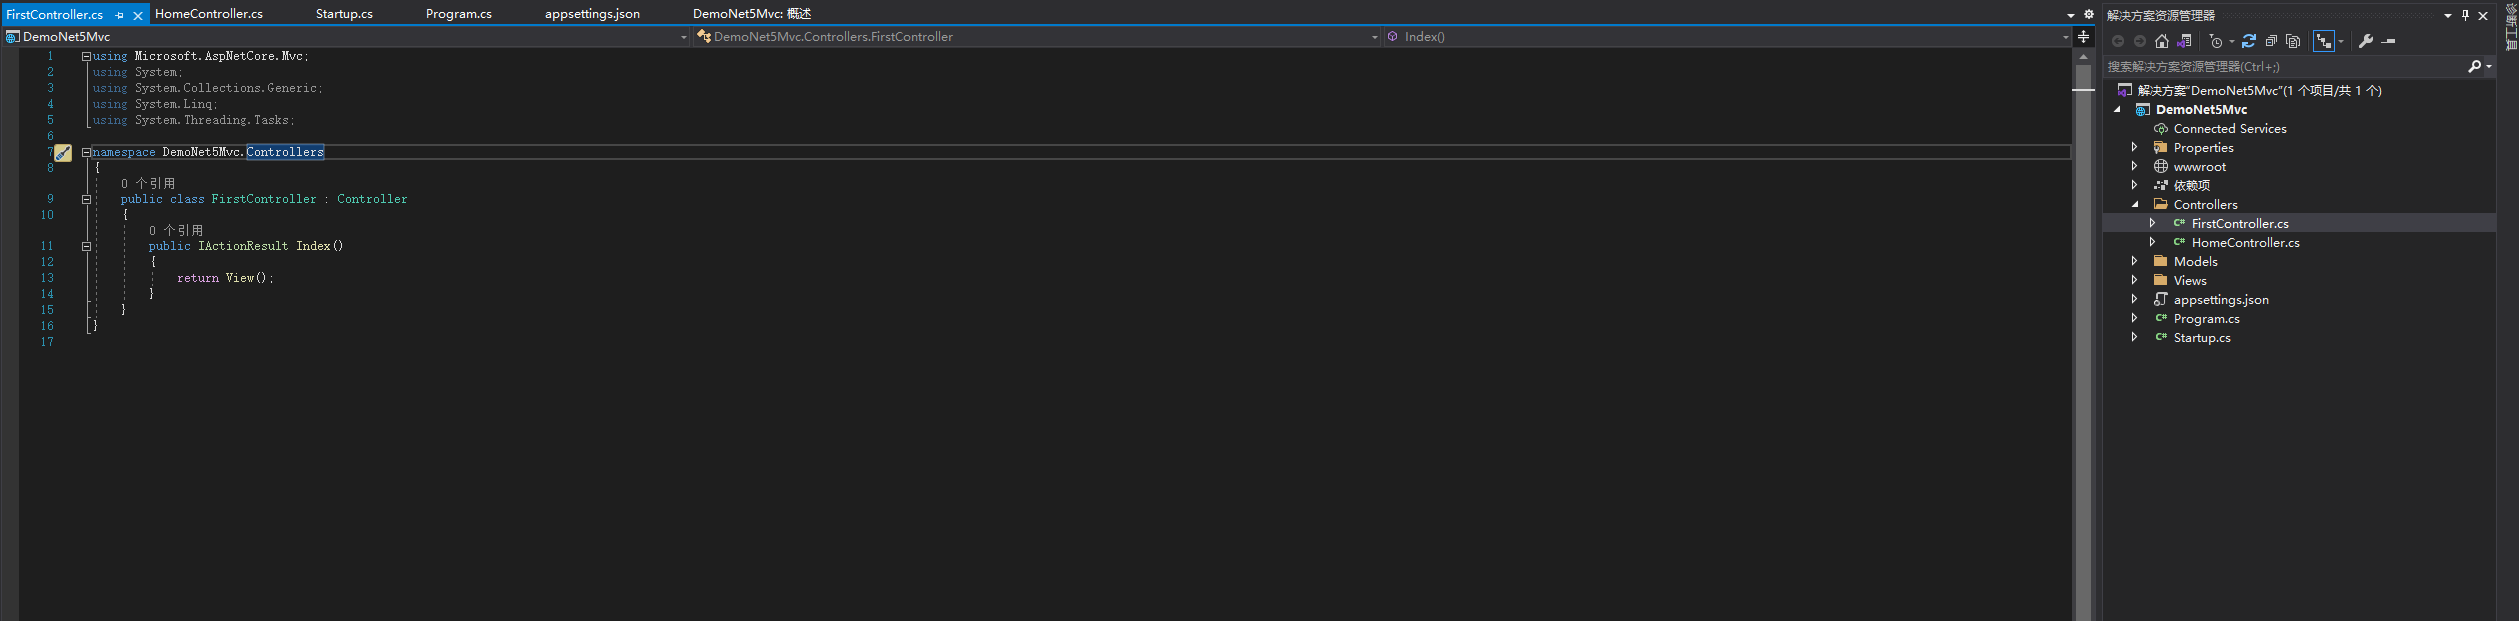 FirstController.cs HomeController.cs Startup.cs Program.cs appsettings.json DemoNet5Mvc: 概述
DemoNet5Mvc DemoNet5Mvc.Controllers.FirstController Index()
1 using Microsoft.AspNetCore.Mvc;
2 using System;
3 using System.Collections.Generic;
4 using System.Linq;
5 using System.Threading.Tasks;
6
7 namespace DemoNet5Mvc.Controllers
8 {
0 个引用
9 public class FirstController : Controller
10 {
0 个引用
11 public IActionResult Index()
12 {
13 return View();
14 }
15 }
16 }
17
解决方案资源管理器
搜索解决方案资源管理器(Ctrl+;)
解决方案"DemoNet5Mvc"(1 个项目/共 1 个)
DemoNet5Mvc
Connected Services
Properties
wwwroot
依赖项
Controllers
C# FirstController.cs
C# HomeController.cs
Models
Views
appsettings.json
C# Program.cs
C# Startup.cs
诊断工具